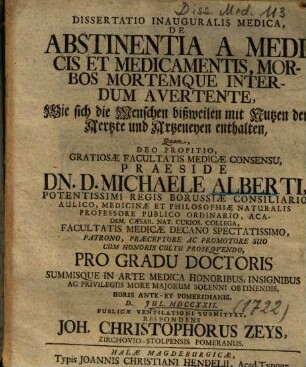 Diss. Med. 113
DISSERTATIO INAUGURALIS MEDICA,
DE
ABSTINENTIA A MEDI
CIS ET MEDICAMENTIS, MOR-
BOS MORTEMQUE INTER-
DUM AVERTENTE,
Wie sich die Menschen bißweilen mit Nutzen der
Aertzte und Artzeneyen enthalten,
Quam,
DEO PROPITIO,
GRATIOSÆ FACULTATIS MEDICÆ CONSENSU,
PRAESIDE
DN. D. MICHAELE ALBERTI,
POTENTISSIMI REGIS BORUSSIÆ CONSILIARIO
AULICO, MEDICINÆ ET PHILOSOPHIÆ NATURALIS
PROFESSORE PUBLICO ORDINARIO, ACA-
DEM. CÆSAR. NAT. CURIOS. COLLEGA,
FACULTATIS MEDICÆ DECANO SPECTATISSIMO,
PATRONO, PRÆCEPTORE AC PROMOTORE SUO
CUM HONORIS CULTU PROSEQUENDO,
PRO GRADU DOCTORIS
SUMMISQUE IN ARTE MEDICA HONORIBUS, INSIGNIBUS
AC PRIVILEGIIS MORE MAJORUM SOLENNI OBTINENDIS,
HORIS ANTE- ET POMERIDIANIS.
D. JUL. MDCCXXII.
(1722)
PUBLICÆ VENTILATIONI SUBMITTET,
RESPONDENS
JOH. CHRISTOPHORUS ZEYS,
ZIRCHOVIO-STOLPENSIS POMERANUS.
HALÆ MAGDEBURGICÆ,
Typis JOANNIS CHRISTIANI HENDELII, Acad. Typogr.